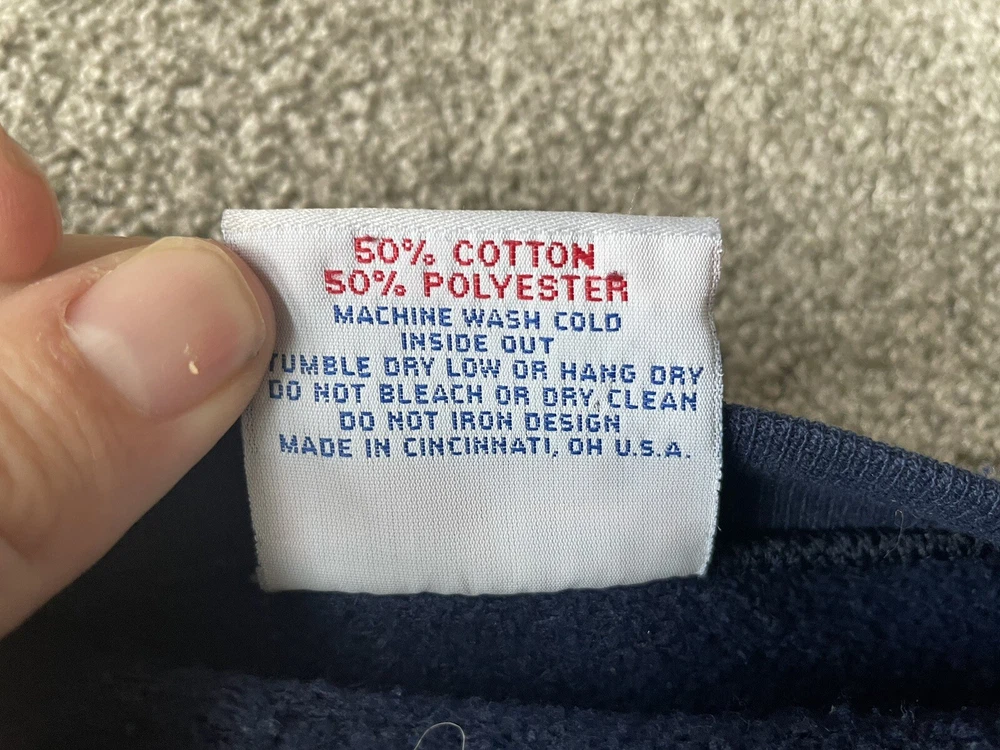 50% COTTON
50% POLYESTER
MACHINE WASH COLD
INSIDE OUT
TUMBLE DRY LOW OR HANG DRY
DO NOT BLEACH OR DRY CLEAN
DO NOT IRON DESIGN
MADE IN CINCINNATI, OH U.S.A.